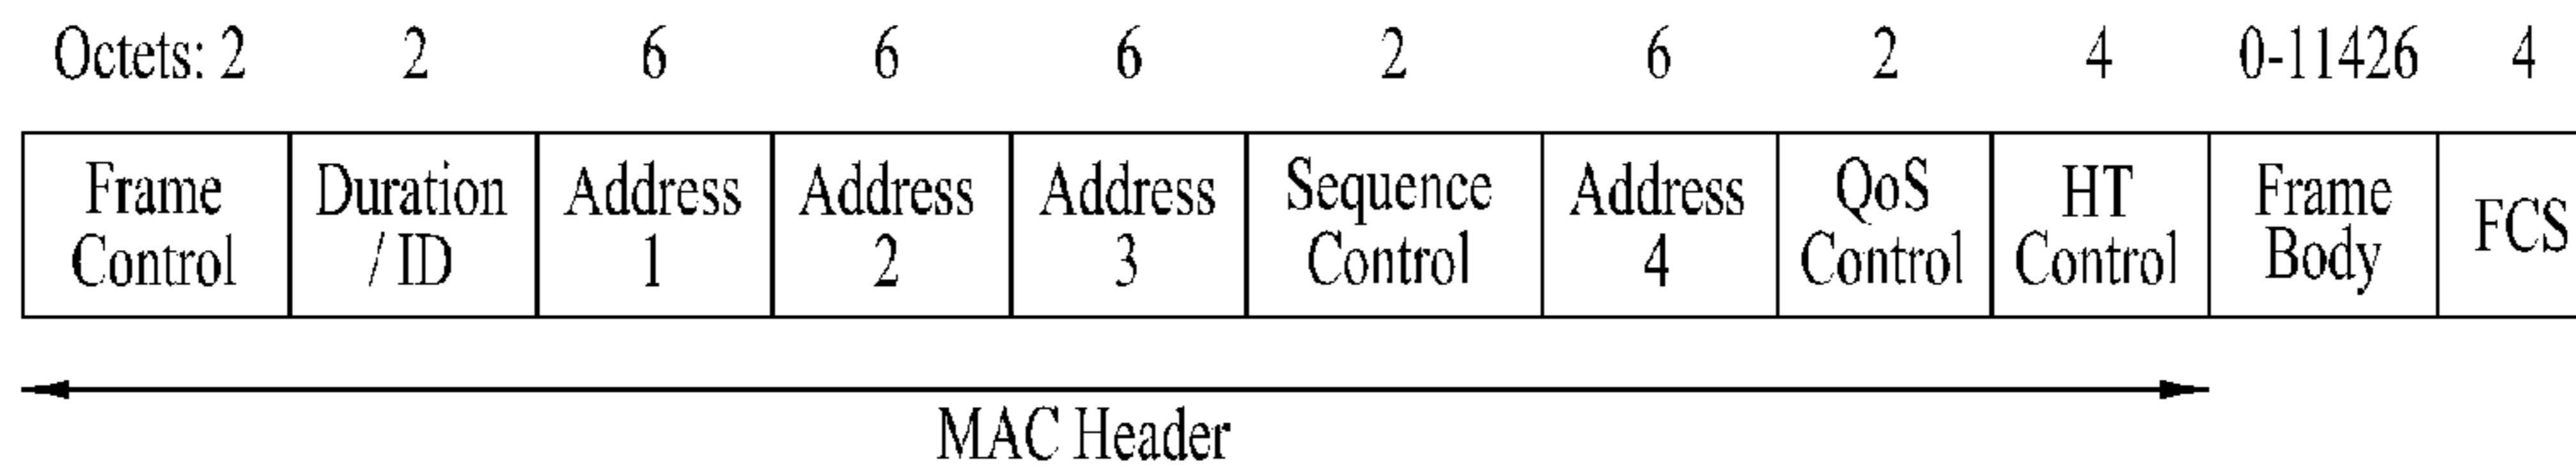 Octets: 2 2 6 6 6 2 6 2 4 0-11426 4
Frame Control
Duration / ID
Address 1
Address 2
Address 3
Sequence Control
Address 4
QoS Control
HT Control
Frame Body
FCS
MAC Header